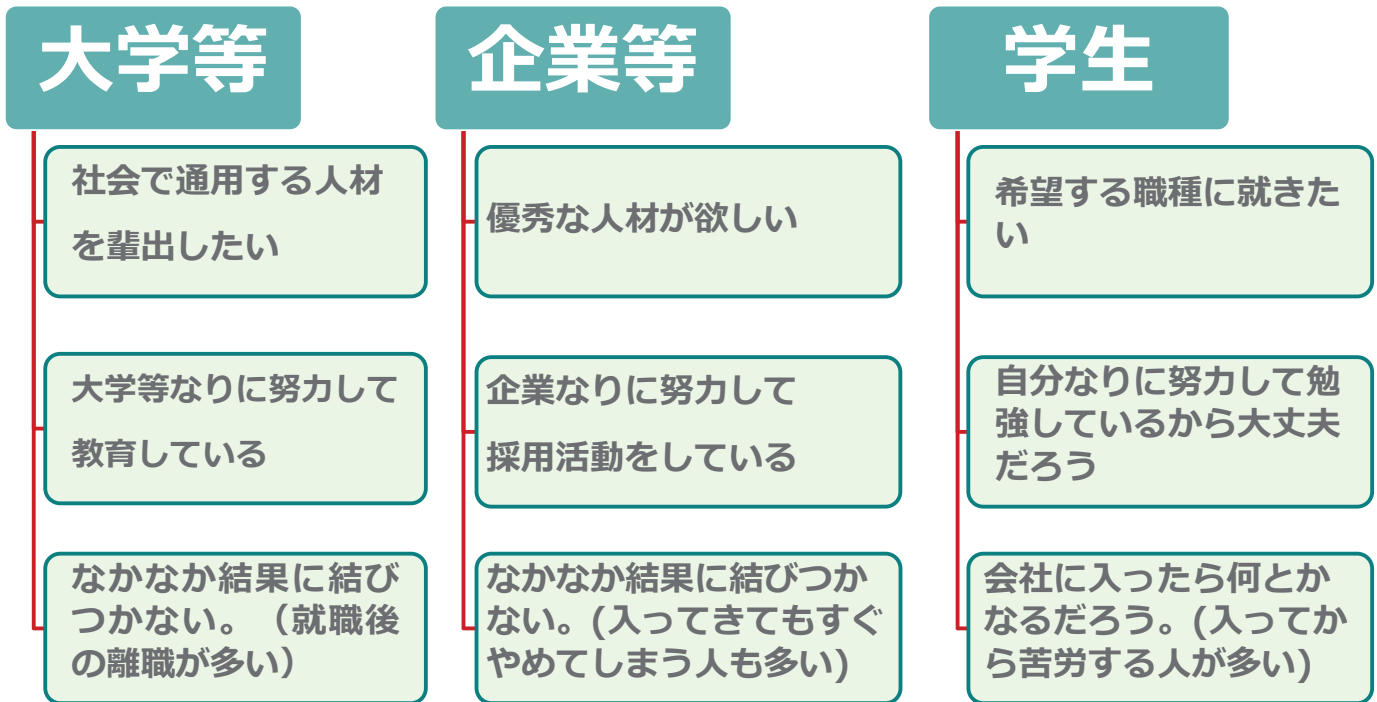 大学等
社会で通用する人材
を輩出したい
大学等なりに努力して
教育している
なかなか結果に結び
つかない。（就職後
の離職が多い）
企業等
優秀な人材が欲しい
企業なりに努力して
採用活動をしている
なかなか結果に結びつか
ない。(入ってきてもすぐ
やめてしまう人も多い)
学生
希望する職種に就きた
い
自分なりに努力して勉
強しているから大丈夫
だろう
会社に入ったら何とか
なるだろう。(入ってか
ら苦労する人が多い)